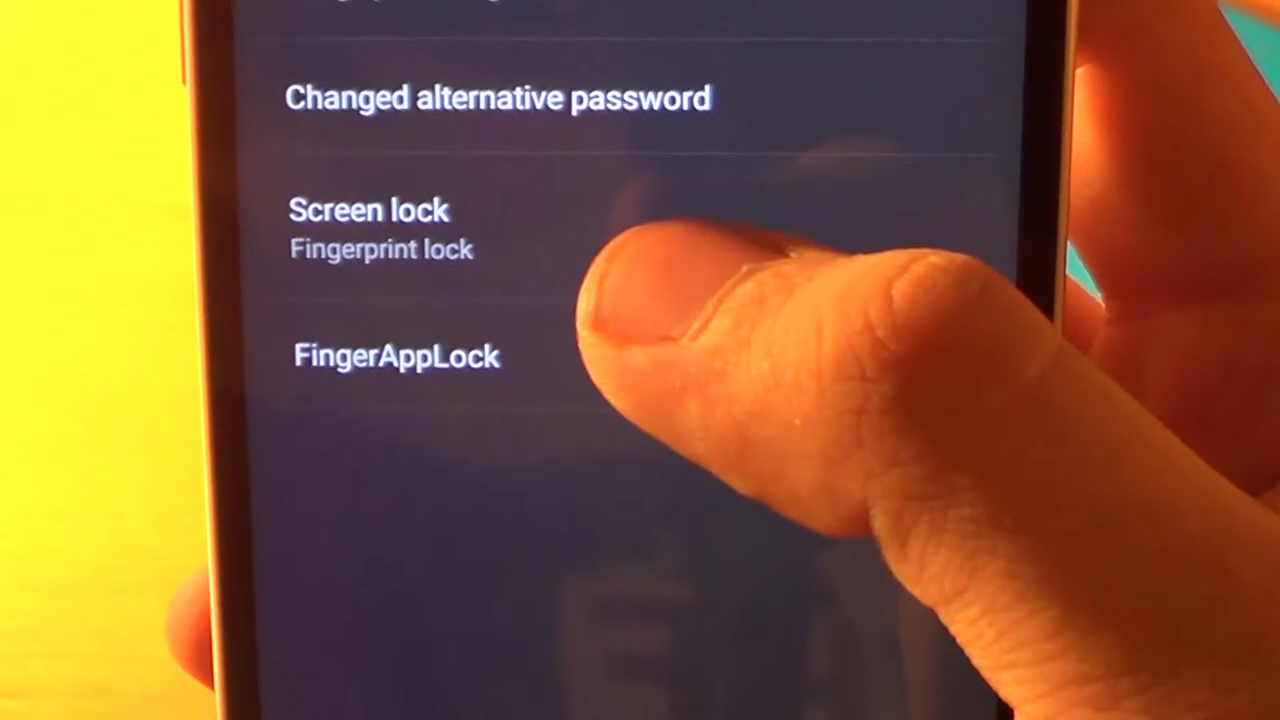 Changed alternative password
Screen lock
Fingerprint lock
FingerAppLock